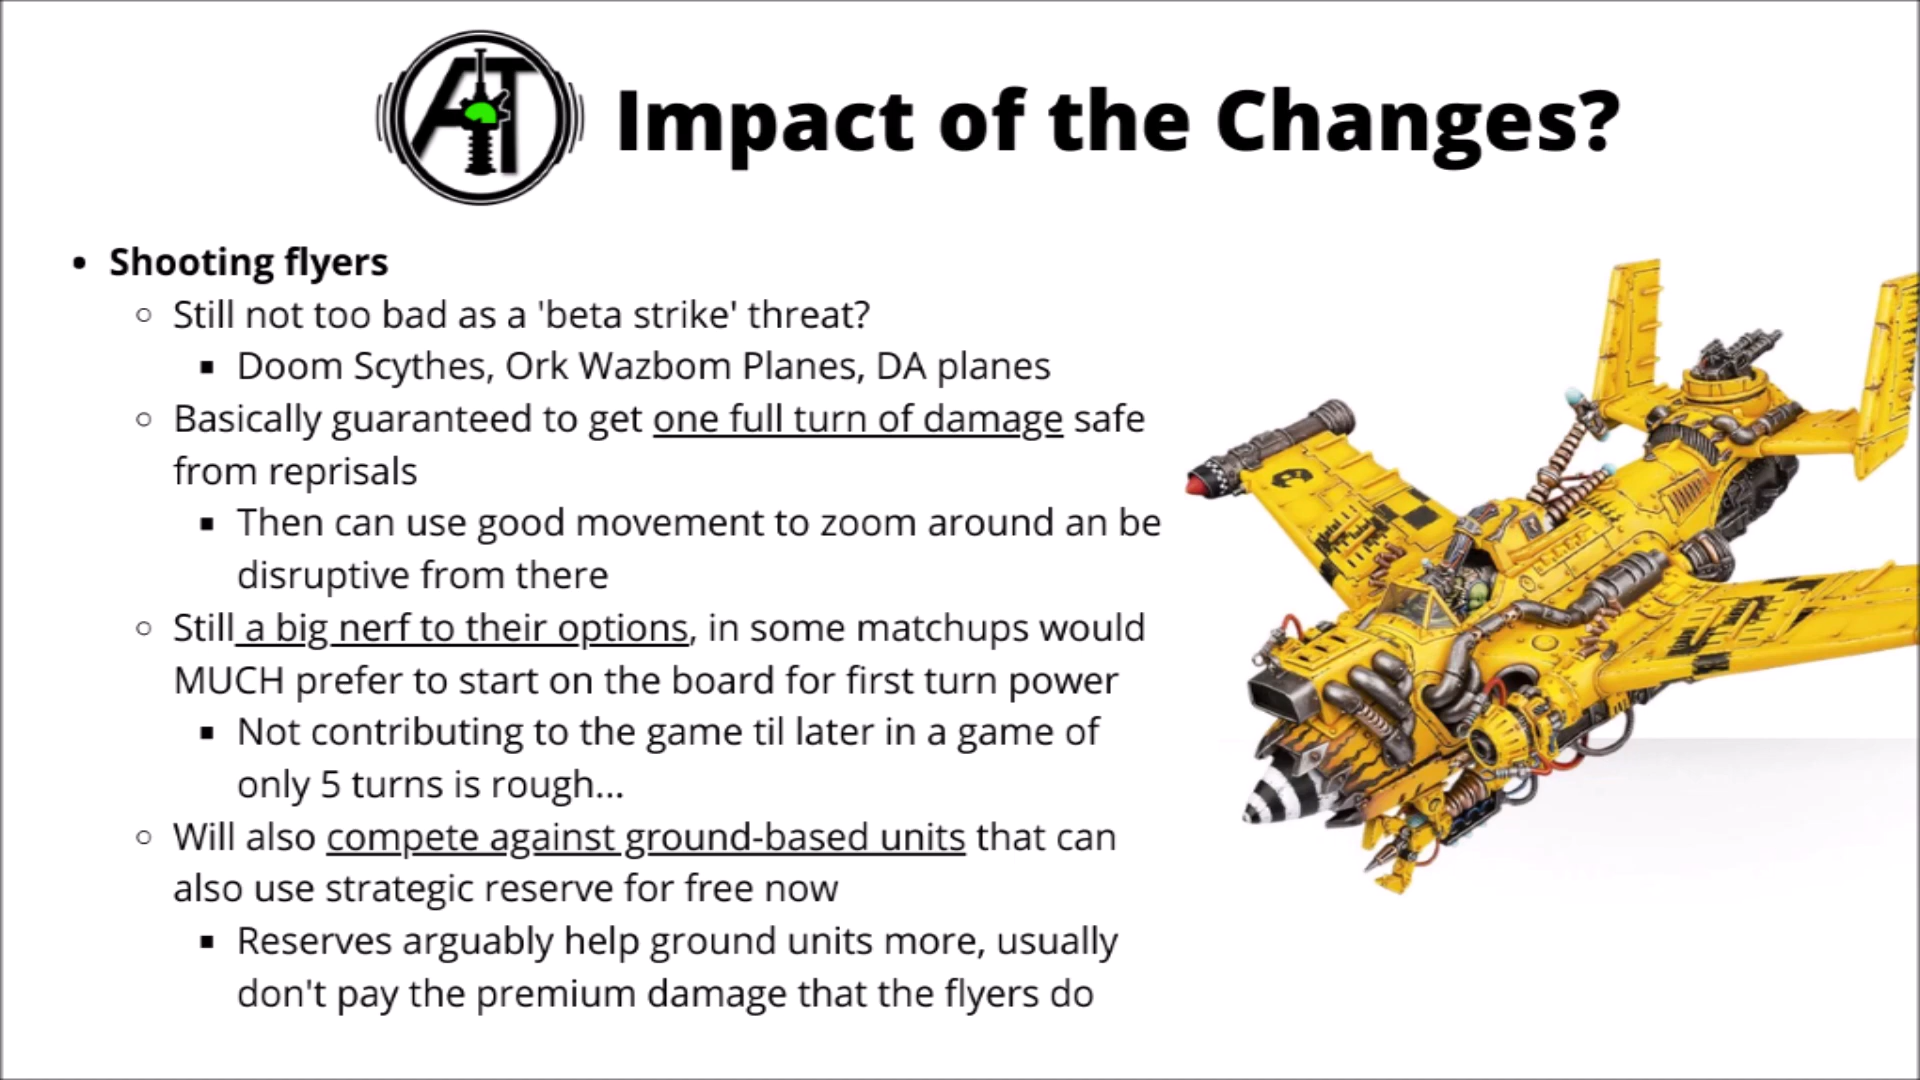 AT
Impact of the Changes?
• Shooting flyers
○ Still not too bad as a 'beta strike' threat?
▪ Doom Scythes, Ork Wazbom Planes, DA planes
○ Basically guaranteed to get one full turn of damage safe
from reprisals
▪ Then can use good movement to zoom around an be
disruptive from there
○ Still a big nerf to their options, in some matchups would
MUCH prefer to start on the board for first turn power
▪ Not contributing to the game til later in a game of
only 5 turns is rough...
○ Will also compete against ground-based units that can
also use strategic reserve for free now
▪ Reserves arguably help ground units more, usually
don't pay the premium damage that the flyers do